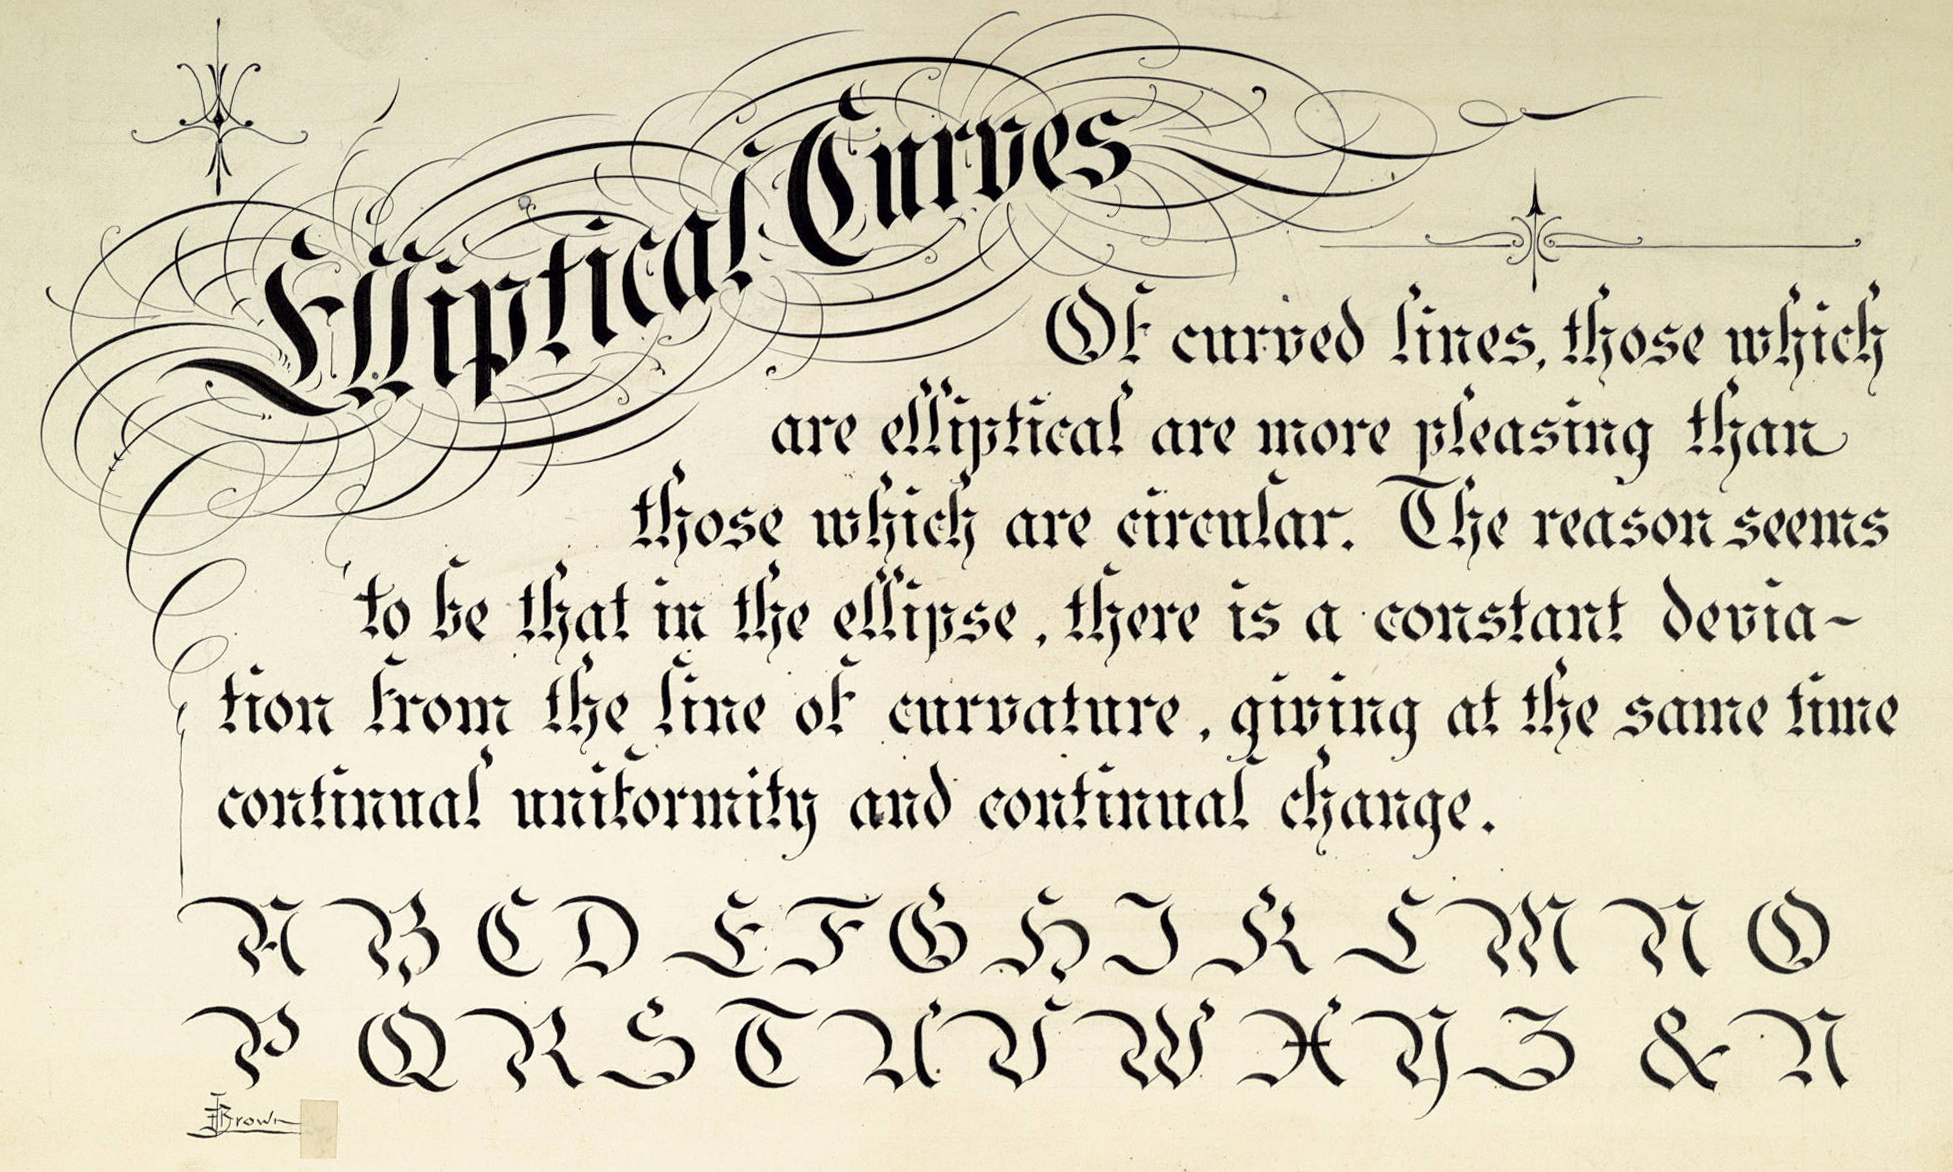 Elliptical Curves
Of curved lines, those which
are elliptical are more pleasing than
those which are circular. The reason seems
to be that in the ellipse, there is a constant devia-
tion from the line of curvature, giving at the same time
continual uniformity and continual change.
A B C D E F G H I K L M N O
P Q R S T U V W X Y Z & N
Brown